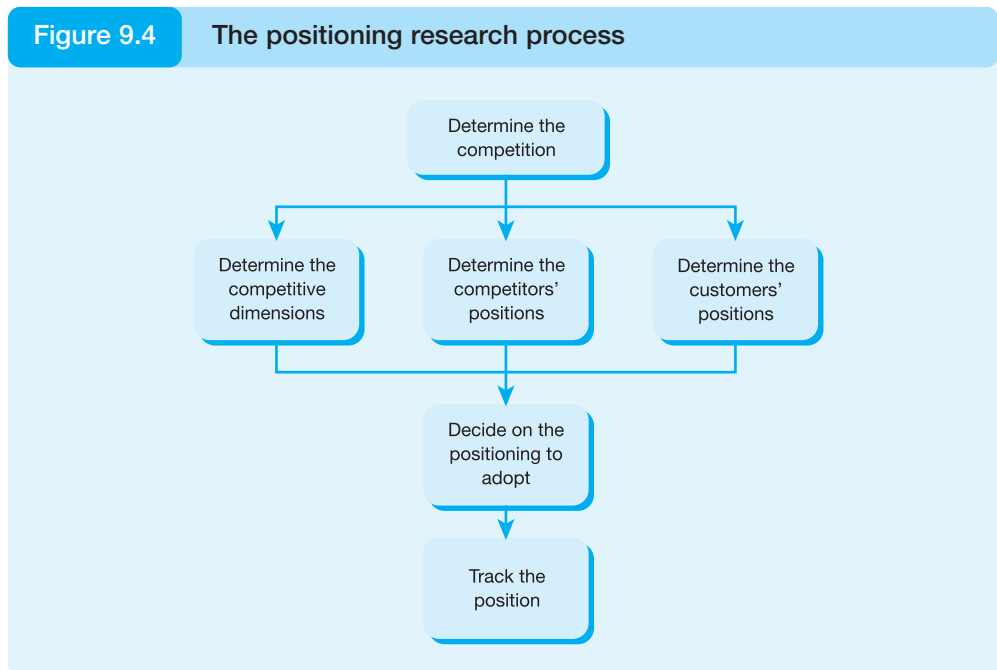 Figure 9.4
The positioning research process
Determine the
competition
Determine the
competitive
dimensions
Determine the
competitors’
positions
Determine the
customers’
positions
Decide on the
positioning to
adopt
Track the
position